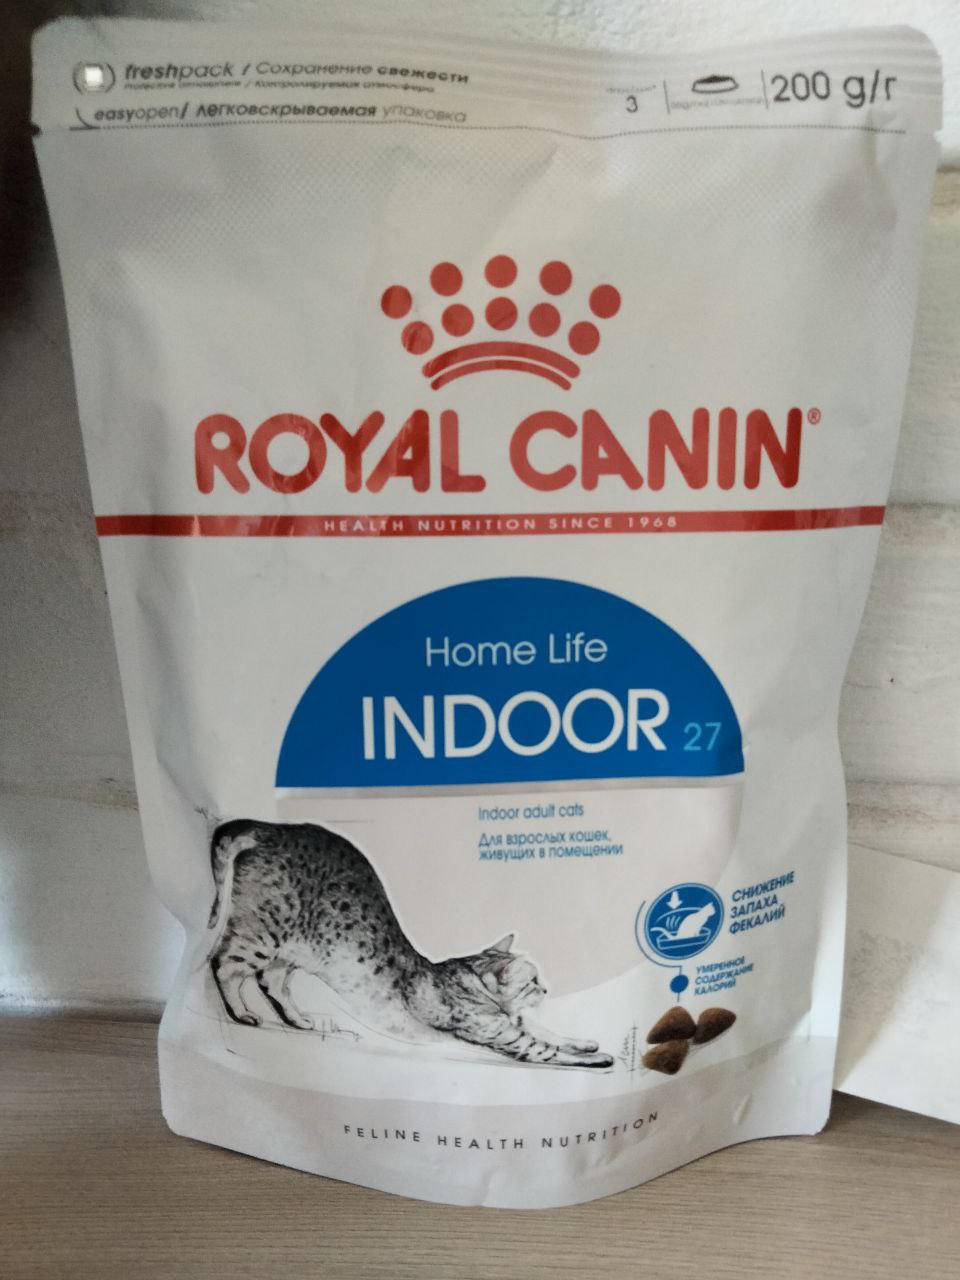 freshpack / Сохранение свежести
easyopen / легковскрываемая упаковка
3
200 g/г
ROYAL CANIN®
HEALTH NUTRITION SINCE 1968
Home Life
INDOOR 27
Indoor adult cats
Для взрослых кошек,
живущих в помещении
СНИЖЕНИЕ
ЗАПАХА
ФЕКАЛИЙ
УМЕРЕННОЕ
СОДЕРЖАНИЕ
КАЛОРИЙ
1cm
FELINE HEALTH NUTRITION